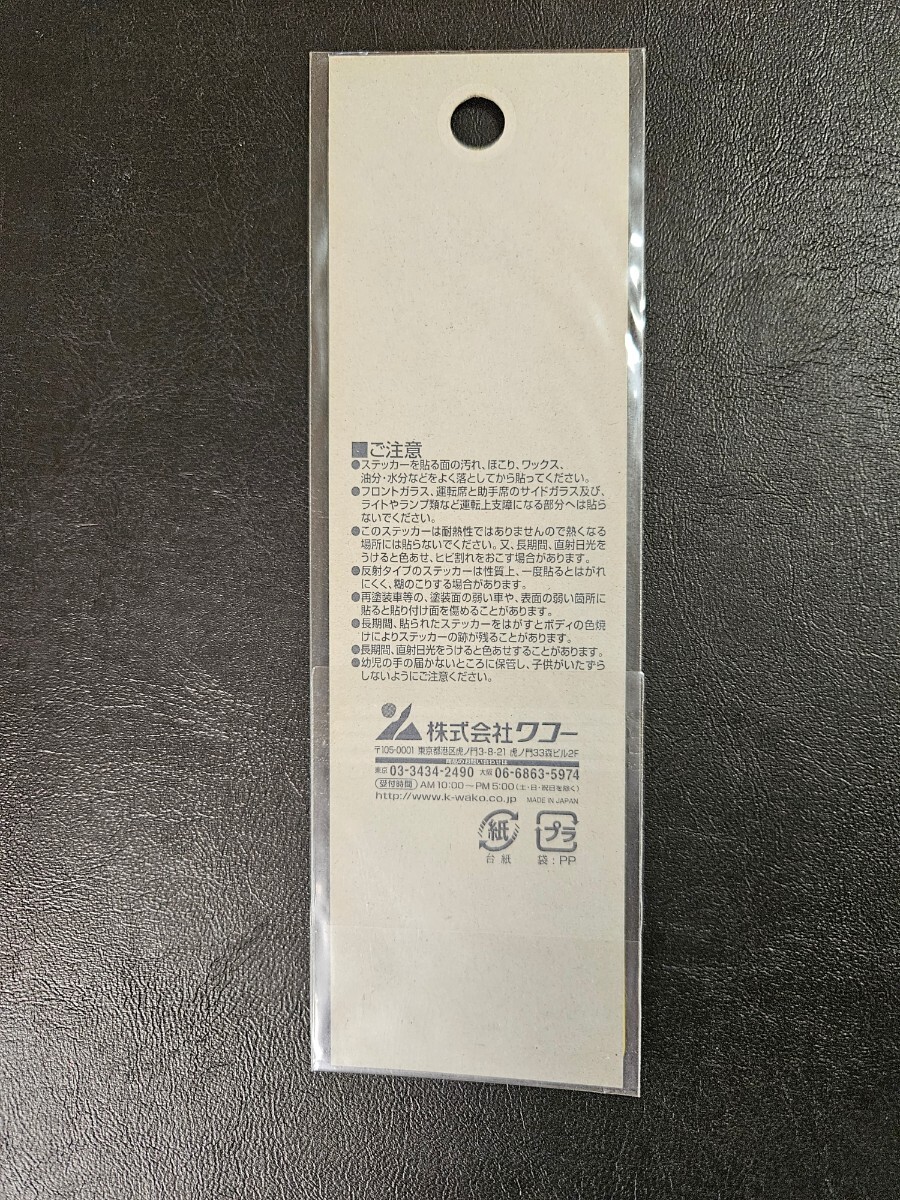 ■ご注意
●ステッカーを貼る面の汚れ、ほこり、ワックス、
油分・水分などをよく落としてから貼ってください。
●フロントガラス、運転席と助手席のサイドガラス及び、
ライトやランプ類など運転上支障になる部分へは貼ら
ないでください。
●このステッカーは耐熱性ではありませんので熱くなる
場所には貼らないでください。又、長期間、直射日光を
うけると色あせ、ヒビ割れをおこす場合があります。
●反射タイプのステッカーは性質上、一度貼るとはがれ
にくく、糊のこりする場合があります。
●再塗装車等の、塗装面の弱い車や、表面の弱い箇所に
貼ると貼り付け面を傷めることがあります。
●長期間、貼られたステッカーをはがすとボディの色焼
けによりステッカーの跡が残ることがあります。
●長期間、直射日光をうけると色あせすることがあります。
●幼児の手の届かないところに保管し、子供がいたずら
しないようにご注意ください。
株式会社ワコー
〒105-0001 東京都港区虎ノ門3-8-21 虎ノ門33森ビル2F
商品のお問い合わせは
東京 03-3434-2490 大阪 06-6863-5974
受付時間 AM10:00〜PM5:00(土・日・祝日を除く)
http://www.k-wako.co.jp MADE IN JAPAN
紙 プラ
台紙 袋:PP